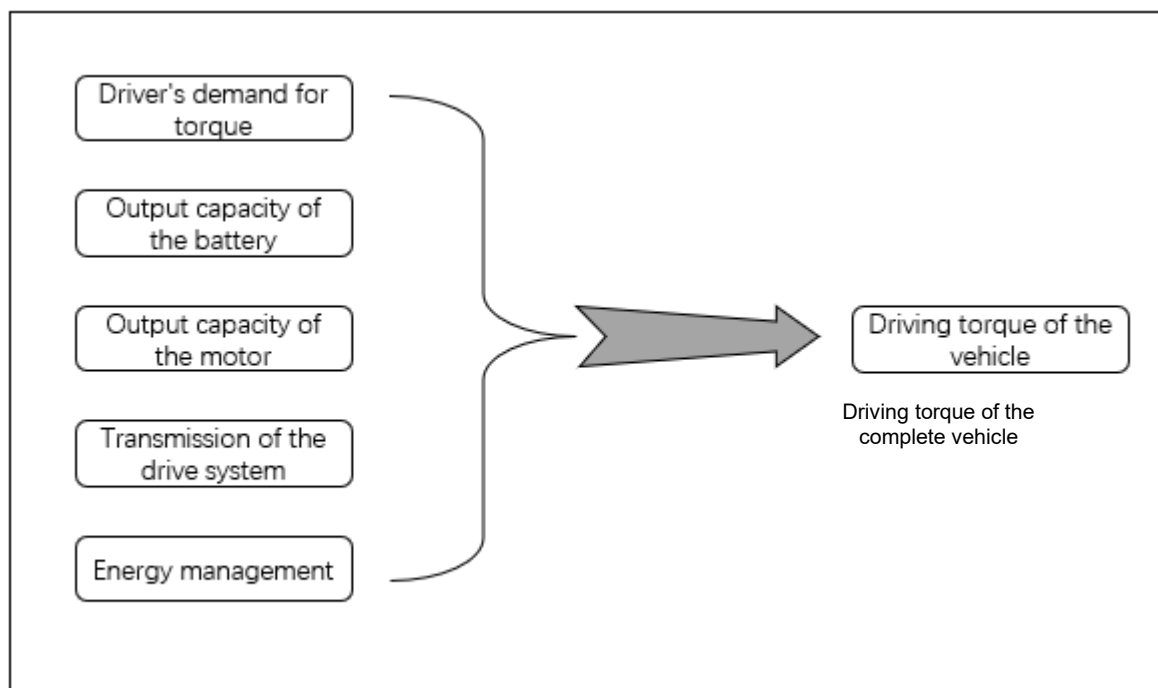 Driver's demand for
torque
Output capacity of
the battery
Output capacity of
the motor
Transmission of the
drive system
Energy management
Driving torque of the
vehicle
Driving torque of the
complete vehicle